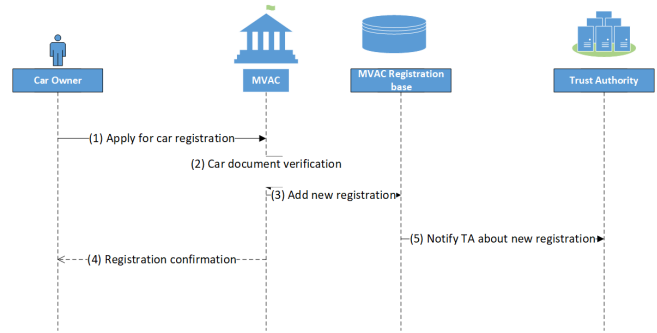 Car Owner
MVAC
MVAC Registration
base
Trust Authority
(1) Apply for car registration
(2) Car document verification
(3) Add new registration
(5) Notify TA about new registration
(4) Registration confirmation